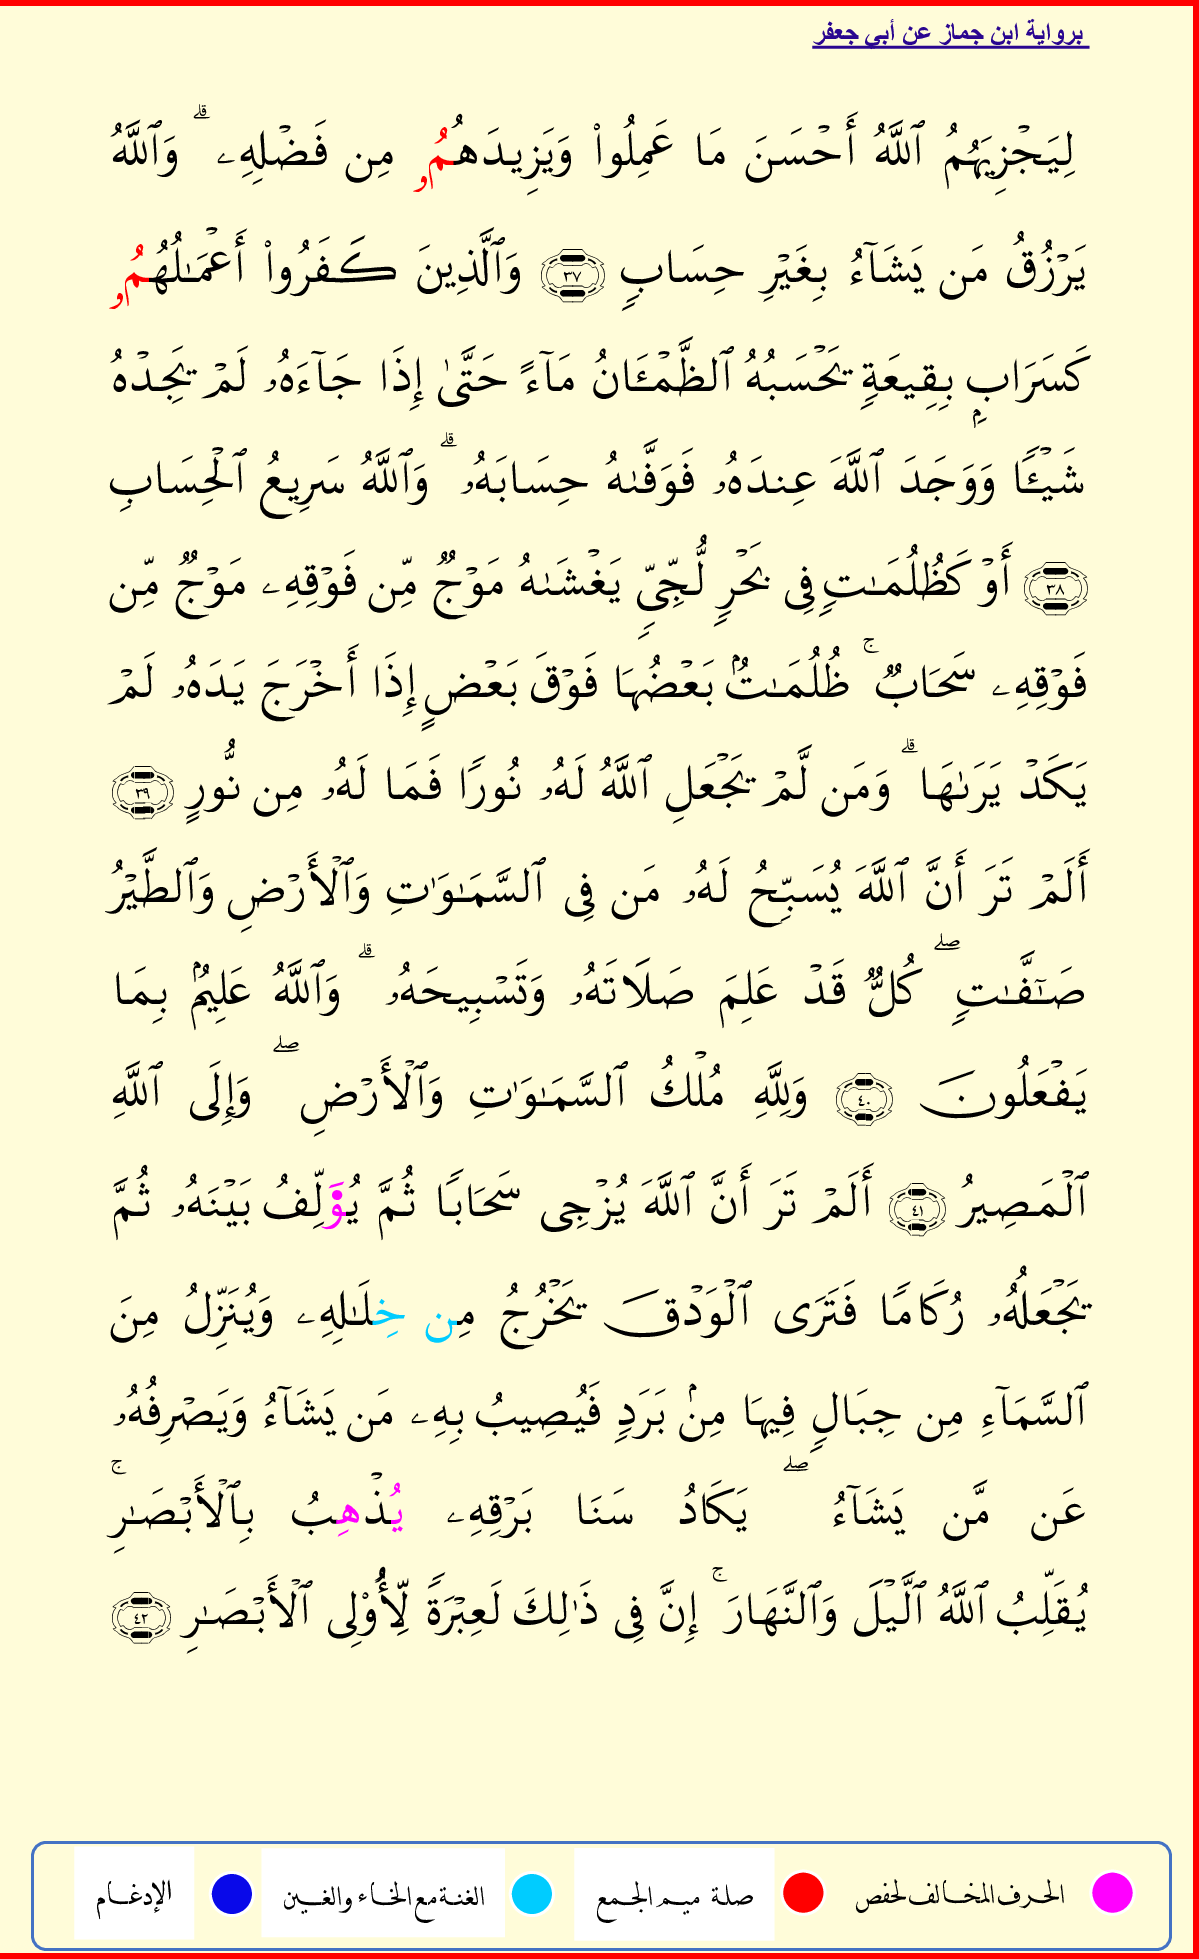 برواية ابن جماز عن أبي جعفر
لِيَجۡزِيَهُمُ ٱللَّهُ أَحۡسَنَ مَا عَمِلُواْ وَيَزِيدَهُمُۥ مِن فَضۡلِهِۦۗ وَٱللَّهُ
يَرۡزُقُ مَن يَشَآءُ بِغَيۡرِ حِسَابٖ ٣٧ وَٱلَّذِينَ كَفَرُواْ أَعۡمَٰلُهُمُۥ
كَسَرَابِۭ بِقِيعَةٖ يَحۡسَبُهُ ٱلظَّمۡـَٔانُ مَآءً حَتَّىٰ إِذَا جَآءَهُۥ لَمۡ يَجِدۡهُ
شَيۡـٔٗا وَوَجَدَ ٱللَّهَ عِندَهُۥ فَوَفَّىٰهُ حِسَابَهُۥۗ وَٱللَّهُ سَرِيعُ ٱلۡحِسَابِ
٣٨ أَوۡ كَظُلُمَٰتٖ فِي بَحۡرٖ لُّجِّيّٖ يَغۡشَىٰهُ مَوۡجٞ مِّن فَوۡقِهِۦ مَوۡجٞ مِّن
فَوۡقِهِۦ سَحَابٞۚ ظُلُمَٰتُۢ بَعۡضُهَا فَوۡقَ بَعۡضٍ إِذَا أَخۡرَجَ يَدَهُۥ لَمۡ
يَكَدۡ يَرَىٰهَاۗ وَمَن لَّمۡ يَجۡعَلِ ٱللَّهُ لَهُۥ نُورٗا فَمَا لَهُۥ مِن نُّورٍ ٣٩
أَلَمۡ تَرَ أَنَّ ٱللَّهَ يُسَبِّحُ لَهُۥ مَن فِي ٱلسَّمَٰوَٰتِ وَٱلۡأَرۡضِ وَٱلطَّيۡرُ
صَٰٓفَّٰتٖۖ كُلّٞ قَدۡ عَلِمَ صَلَاتَهُۥ وَتَسۡبِيحَهُۥۗ وَٱللَّهُ عَلِيمُۢ بِمَا
يَفۡعَلُونَ ٤٠ وَلِلَّهِ مُلۡكُ ٱلسَّمَٰوَٰتِ وَٱلۡأَرۡضِۖ وَإِلَى ٱللَّهِ
ٱلۡمَصِيرُ ٤١ أَلَمۡ تَرَ أَنَّ ٱللَّهَ يُزۡجِي سَحَابٗا ثُمَّ يُوَ۬لِّفُ بَيۡنَهُۥ ثُمَّ
يَجۡعَلُهُۥ رُكَامٗا فَتَرَى ٱلۡوَدۡقَ يَخۡرُجُ مِن خِلَٰلِهِۦ وَيُنَزِّلُ مِنَ
ٱلسَّمَآءِ مِن جِبَالٖ فِيهَا مِنۢ بَرَدٖ فَيُصِيبُ بِهِۦ مَن يَشَآءُ وَيَصۡرِفُهُۥ
عَن مَّن يَشَآءُۖ يَكَادُ سَنَا بَرۡقِهِۦ يُذۡهِبُ بِٱلۡأَبۡصَٰرِۚ
يُقَلِّبُ ٱللَّهُ ٱلَّيۡلَ وَٱلنَّهَارَۚ إِنَّ فِي ذَٰلِكَ لَعِبۡرَةٗ لِّأُوْلِي ٱلۡأَبۡصَٰرِ ٤٢
الحرف المخالف لحفص صلة ميم الجمع الغنة مع الخاء والغين الإدغام